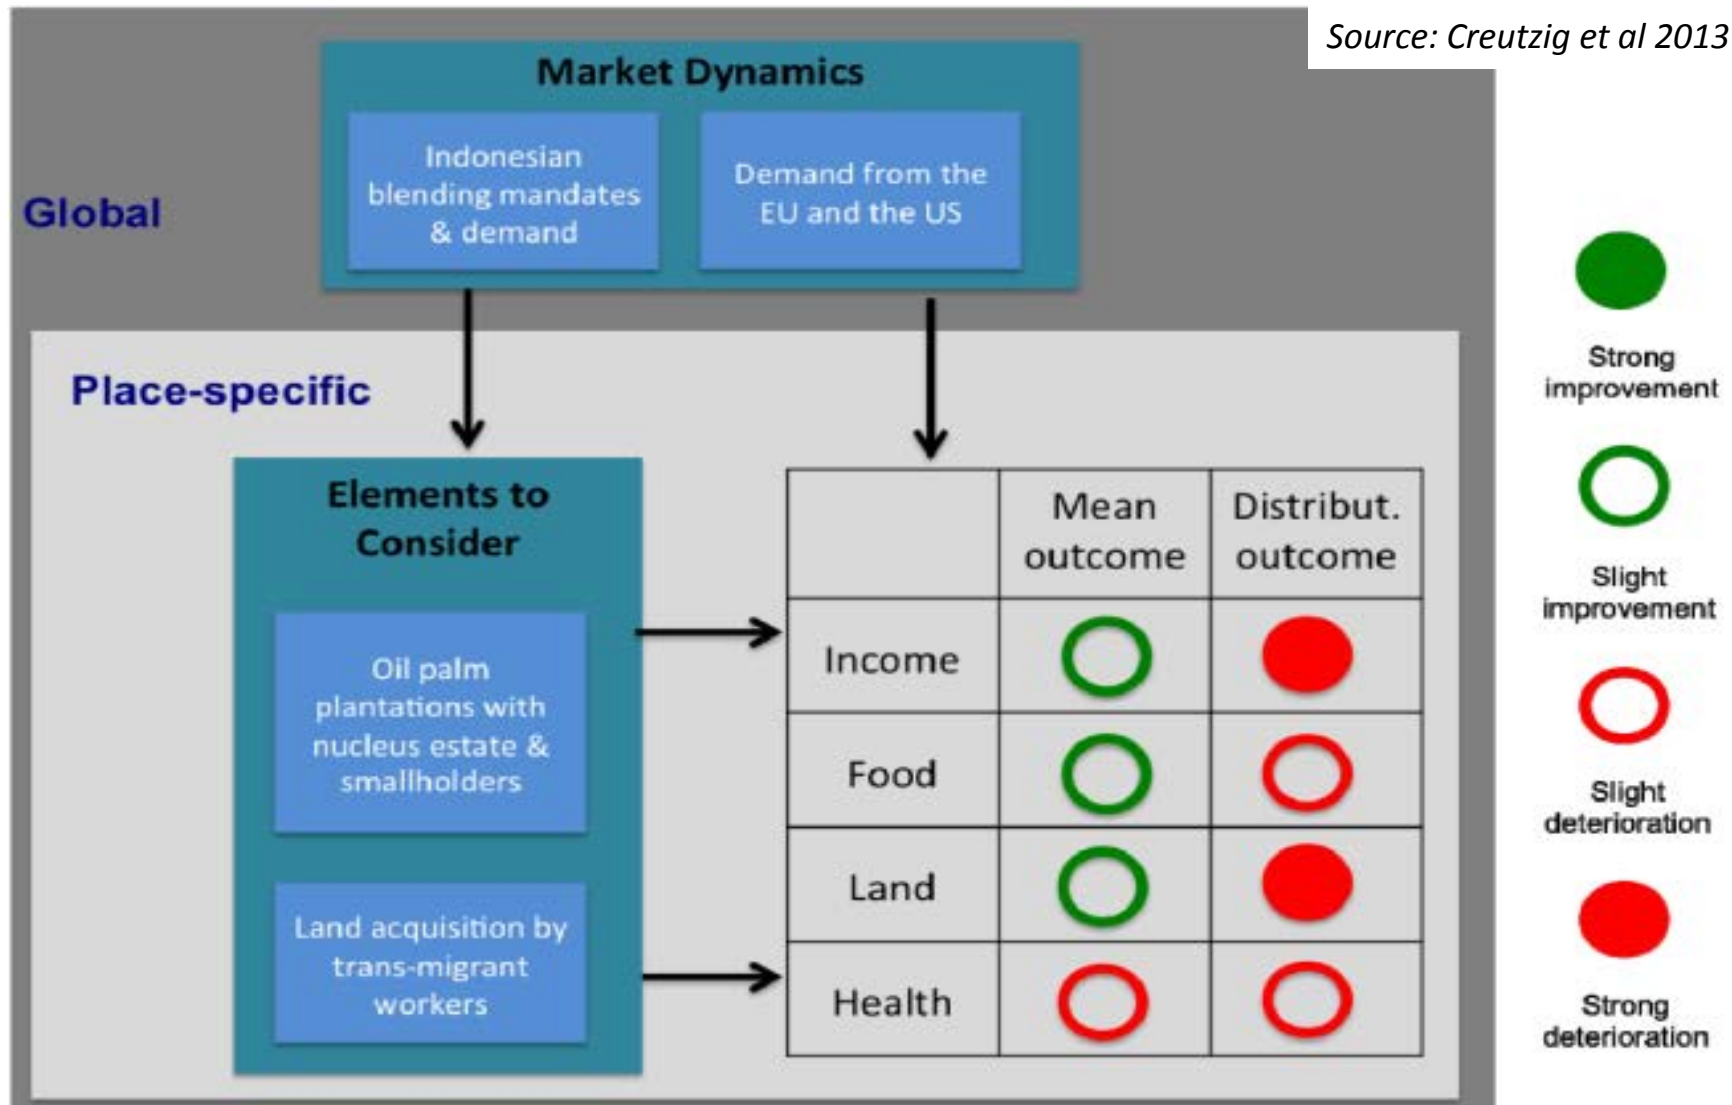 Source: Creutzig et al 2013
Market Dynamics
Indonesian
blending mandates
& demand
Demand from the
EU and the US
Global
Place-specific
Elements to
Consider
Oil palm
plantations with
nucleus estate &
smallholders
Land acquisition by
trans-migrant
workers
Mean
outcome
Distribut.
outcome
Income
Food
Land
Health
Strong
improvement
Slight
improvement
Slight
deterioration
Strong
deterioration